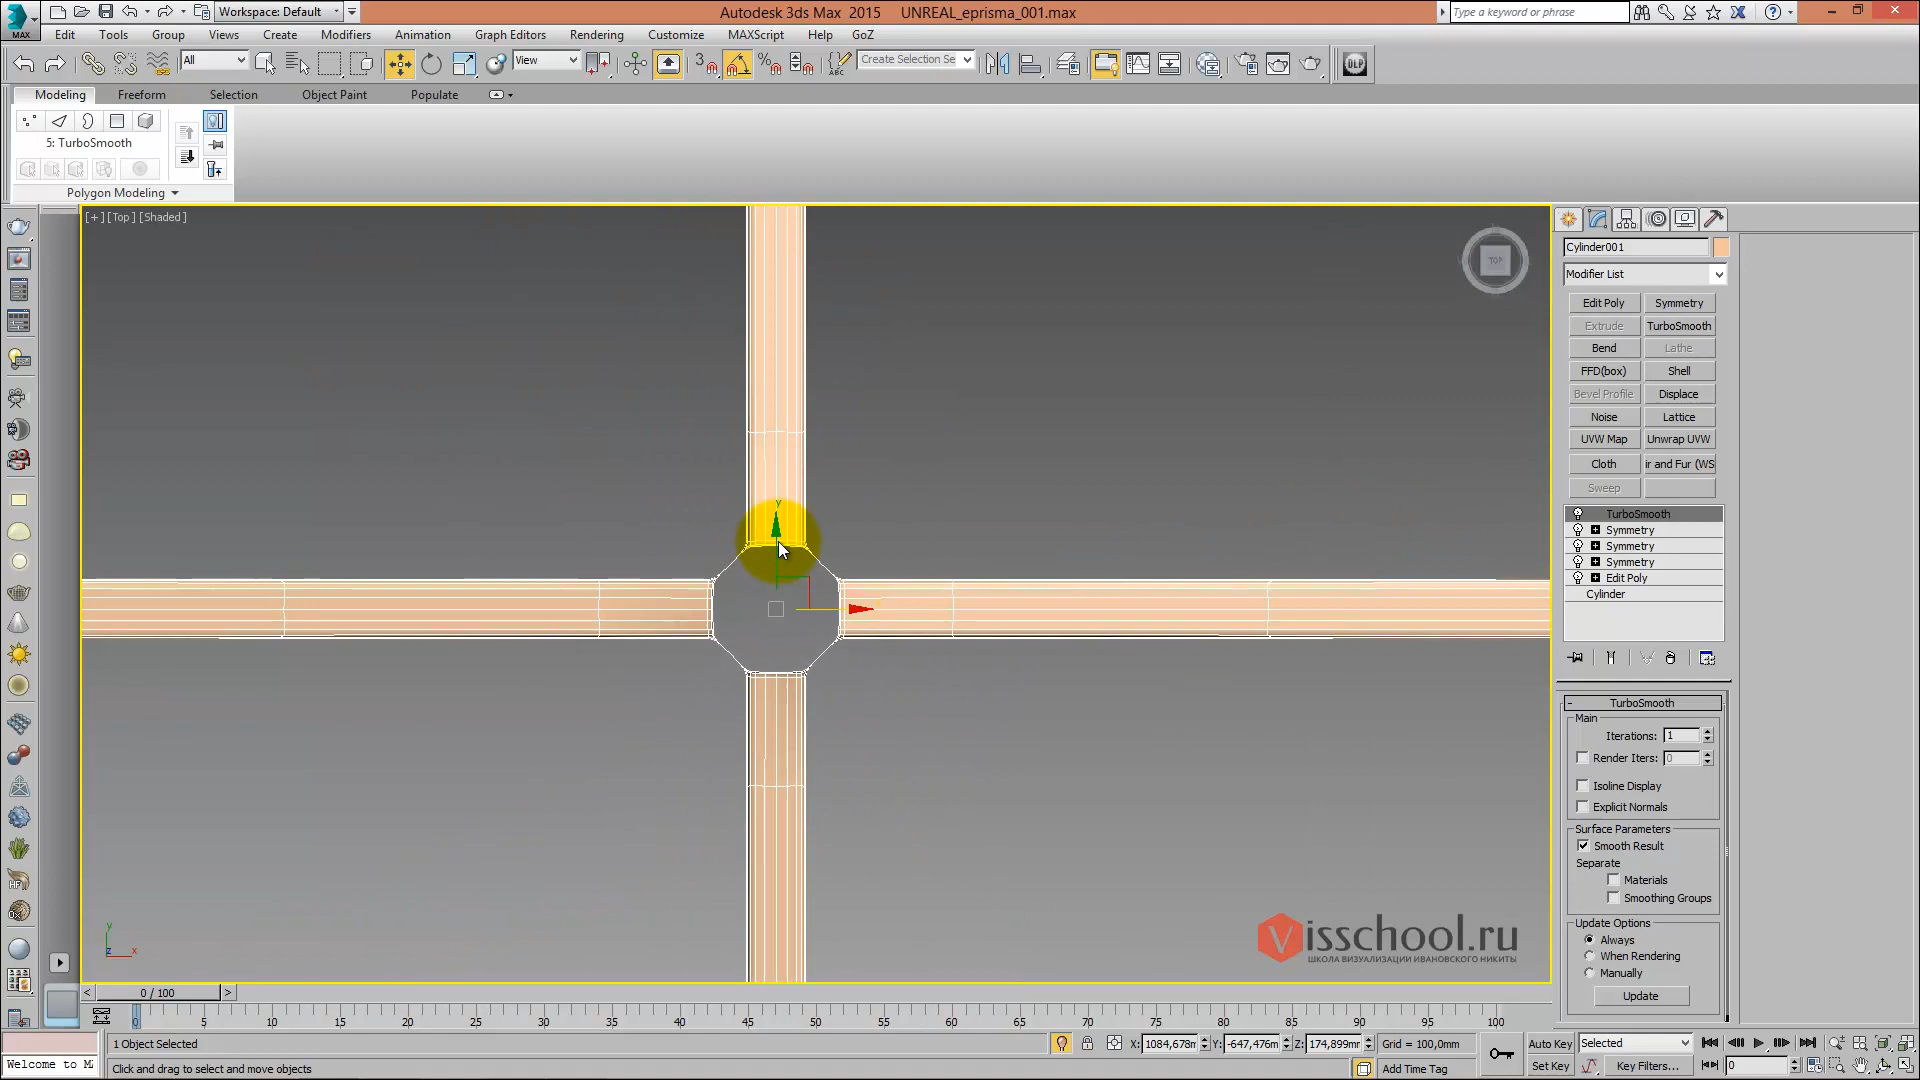 MAX
Workspace: Default
Autodesk 3ds Max 2015
UNREAL_eprisma_001.max
Type a keyword or phrase
Edit
Tools
Group
Views
Create
Modifiers
Animation
Graph Editors
Rendering
Customize
MAXScript
Help
GoZ
All
View
3
Create Selection Se
DLP
Modeling
Freeform
Selection
Object Paint
Populate
5: TurboSmooth
Polygon Modeling
[+] [Top] [Shaded]
TOP
y
Cylinder001
Modifier List
Edit Poly
Symmetry
Extrude
TurboSmooth
Bend
Lathe
FFD(box)
Shell
Bevel Profile
Displace
Noise
Lattice
UVW Map
Unwrap UVW
Cloth
ir and Fur (WS
Sweep
TurboSmooth
Symmetry
Symmetry
Symmetry
Edit Poly
Cylinder
TurboSmooth
Main
Iterations: 1
Render Iters: 0
Isoline Display
Explicit Normals
Surface Parameters
Smooth Result
Separate
Materials
Smoothing Groups
Update Options
Always
When Rendering
Manually
Update
y
z
x
Visschool.ru
ШКОЛА ВИЗУАЛИЗАЦИИ ИВАНОВСКОГО НИКИТЫ
< 0 / 100 >
0 5 10 15 20 25 30 35 40 45 50 55 60 65 70 75 80 85 90 95 100
1 Object Selected
X: 1084,678m
Y: -647,476m
Z: 174,899mr
Grid = 100,0mm
Auto Key
Selected
Welcome to M
Click and drag to select and move objects
Add Time Tag
Set Key
Key Filters...
0